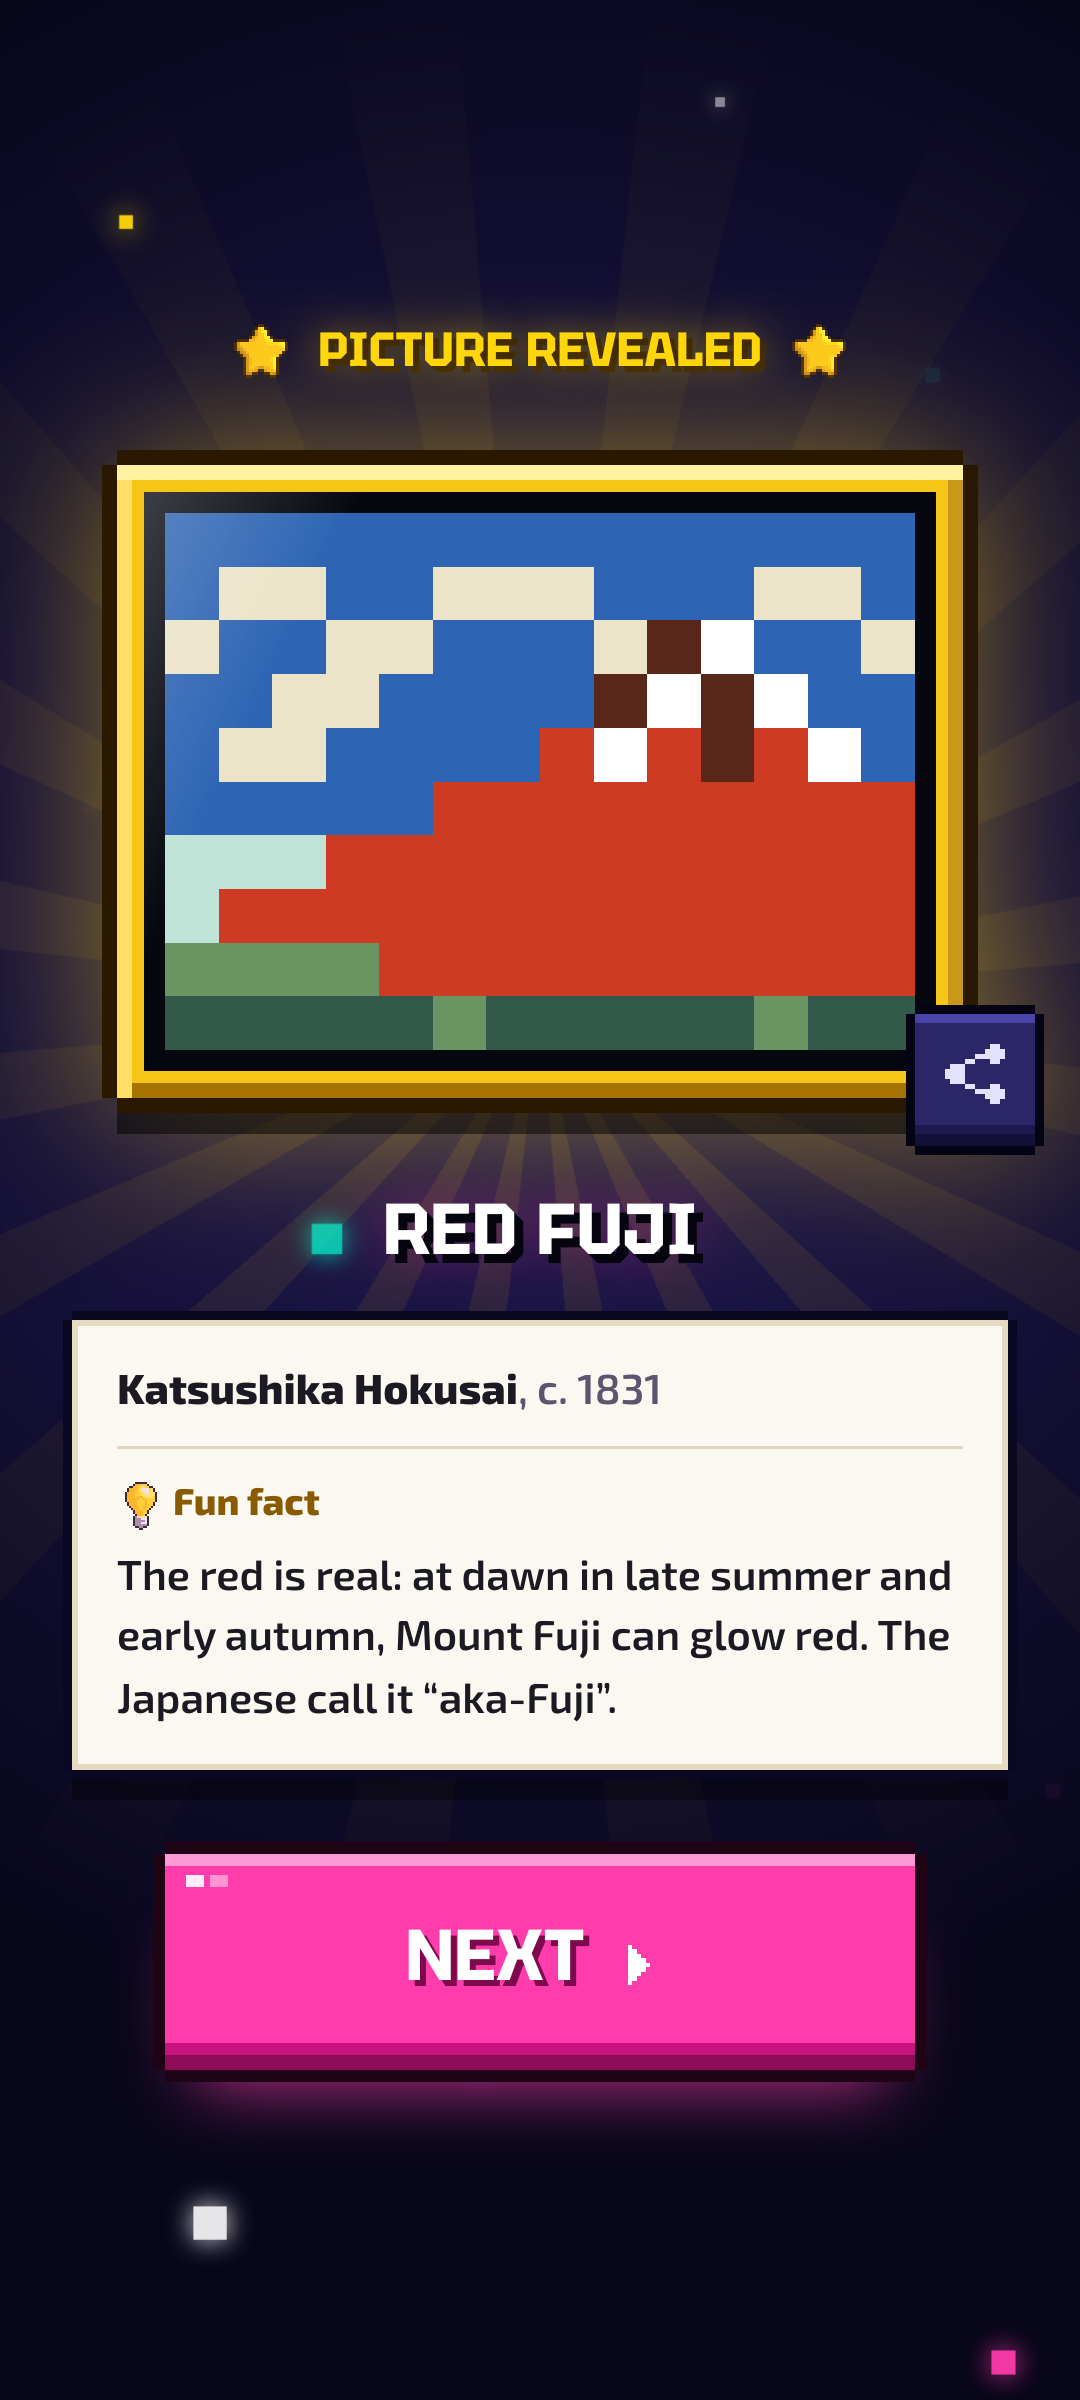 PICTURE REVEALED
RED FUJI
Katsushika Hokusai, c. 1831
Fun fact
The red is real: at dawn in late summer and
early autumn, Mount Fuji can glow red. The
Japanese call it “aka-Fuji”.
NEXT